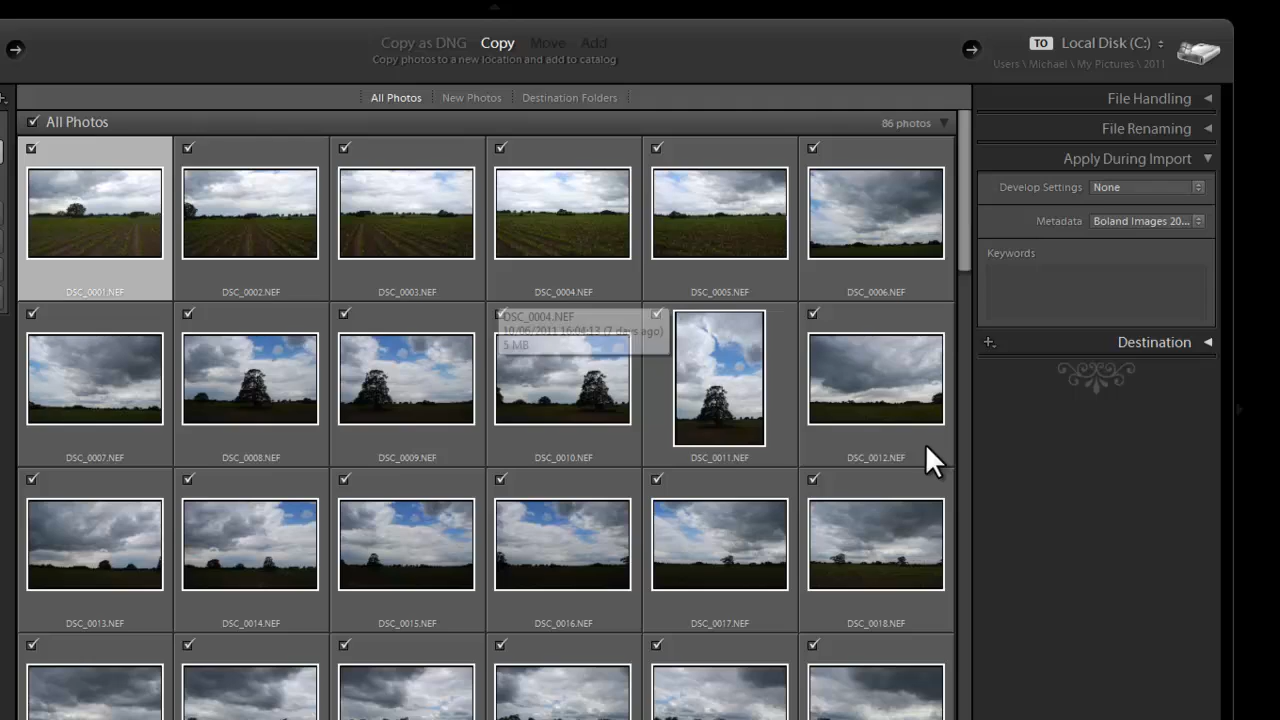 Copy as DNG Copy Move Add
Copy photos to a new location and add to catalog
TO Local Disk (C:)
Users \ Michael \ My Pictures \ 2011
All Photos New Photos Destination Folders
All Photos 86 photos
File Handling
File Renaming
Apply During Import
Develop Settings None
Metadata Boland Images 20...
Keywords
Destination
DSC_0001.NEF DSC_0002.NEF DSC_0003.NEF DSC_0004.NEF DSC_0005.NEF DSC_0006.NEF
DSC_0004.NEF
10/06/2011 16:04:13 (7 days ago)
5 MB
DSC_0007.NEF DSC_0008.NEF DSC_0009.NEF DSC_0010.NEF DSC_0011.NEF DSC_0012.NEF
DSC_0013.NEF DSC_0014.NEF DSC_0015.NEF DSC_0016.NEF DSC_0017.NEF DSC_0018.NEF